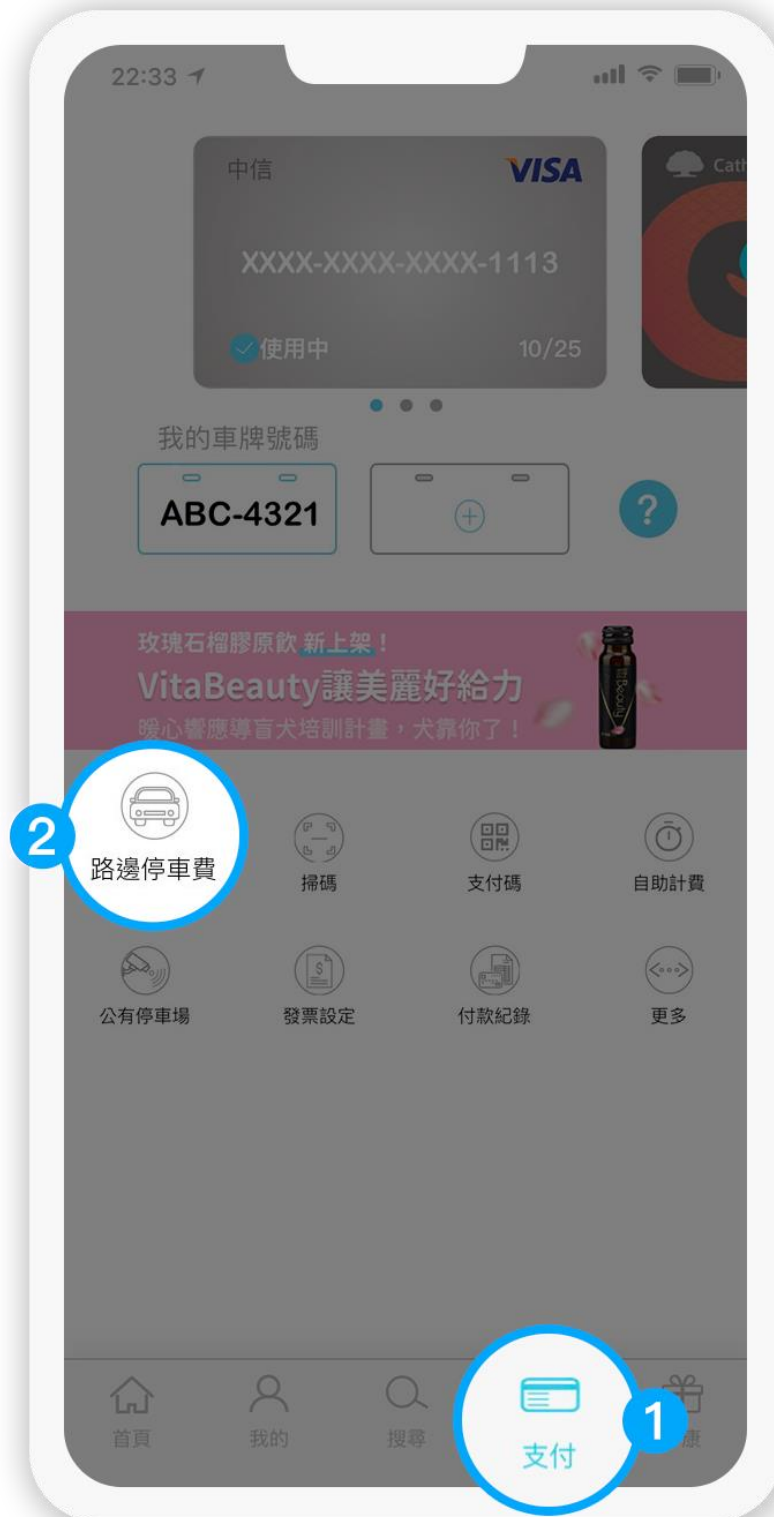 22:33
中信 VISA
Cath
XXXX-XXXX-XXXX-1113
使用中 10/25
我的車牌號碼
ABC-4321
?
玫瑰石榴膠原飲 新上架！
VitaBeauty讓美麗好給力
暖心響應導盲犬培訓計畫，犬靠你了！
Beauty
2
路邊停車費 掃碼 支付碼 自助計費
公有停車場 發票設定 付款紀錄 更多
1
首頁 我的 搜尋 支付 康